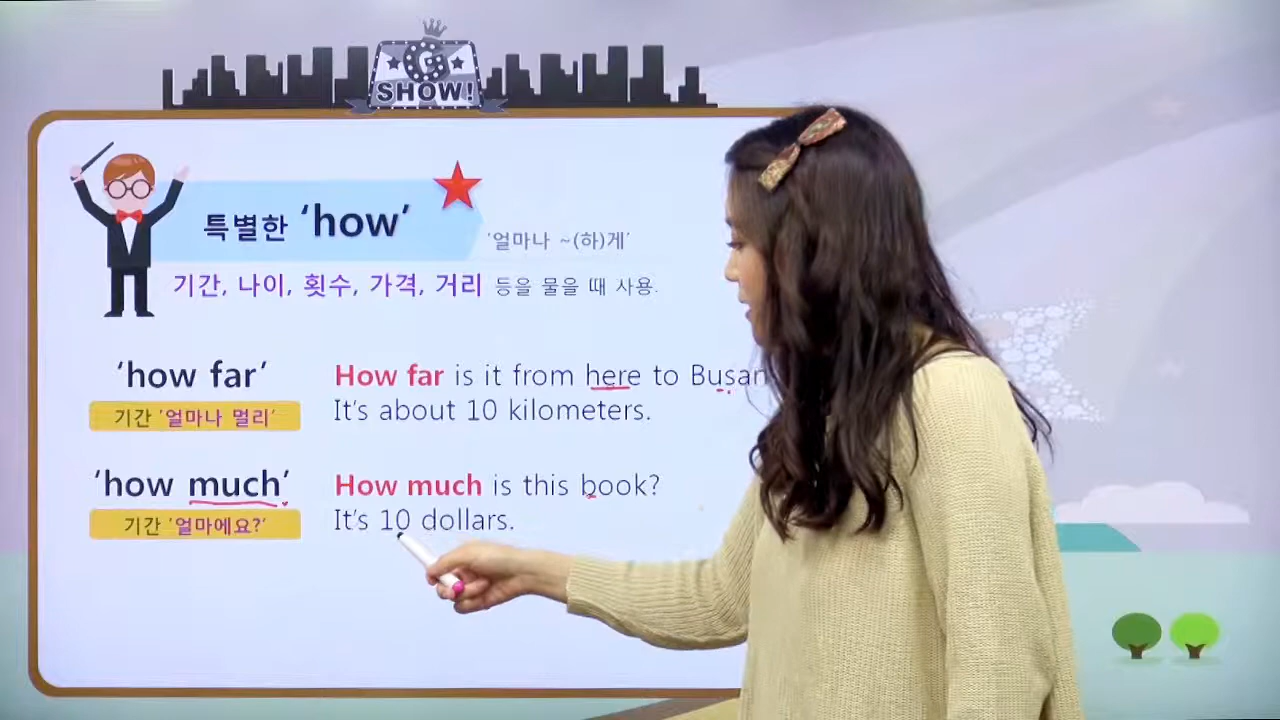 G
SHOW!
특별한 ‘how’
‘얼마나 ~(하)게’
기간, 나이, 횟수, 가격, 거리 등을 물을 때 사용.
‘how far’
기간 ‘얼마나 멀리’
How far is it from here to Busan
It’s about 10 kilometers.
‘how much’
기간 ‘얼마에요?’
How much is this book?
It’s 10 dollars.